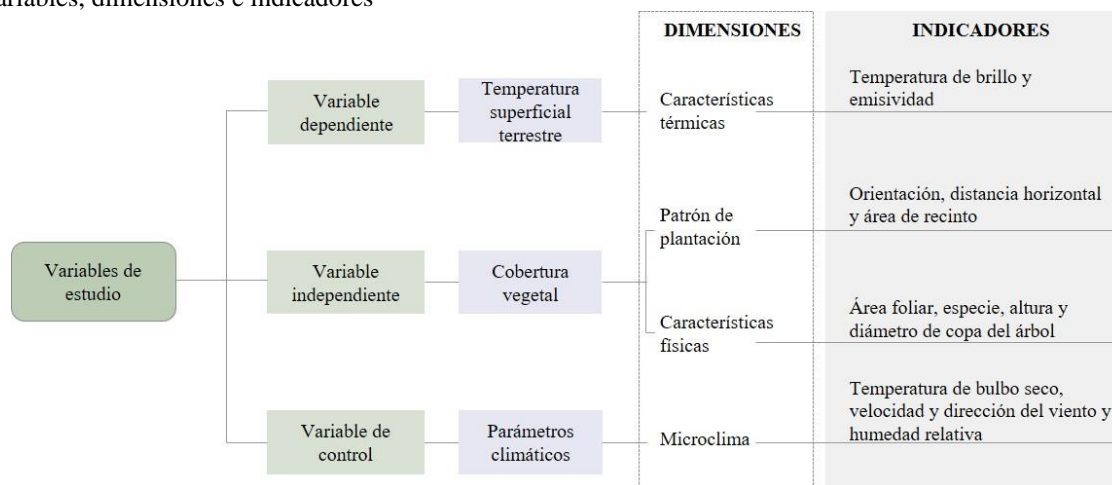 variables, dimensiones e indicadores
DIMENSIONES
INDICADORES
Variables de
estudio
Variable
dependiente
Temperatura
superficial
terrestre
Características
térmicas
Temperatura de brillo y
emisividad
Variable
independiente
Cobertura
vegetal
Patrón de
plantación
Orientación, distancia horizontal
y área de recinto
Características
físicas
Área foliar, especie, altura y
diámetro de copa del árbol
Variable de
control
Parámetros
climáticos
Microclima
Temperatura de bulbo seco,
velocidad y dirección del viento y
humedad relativa